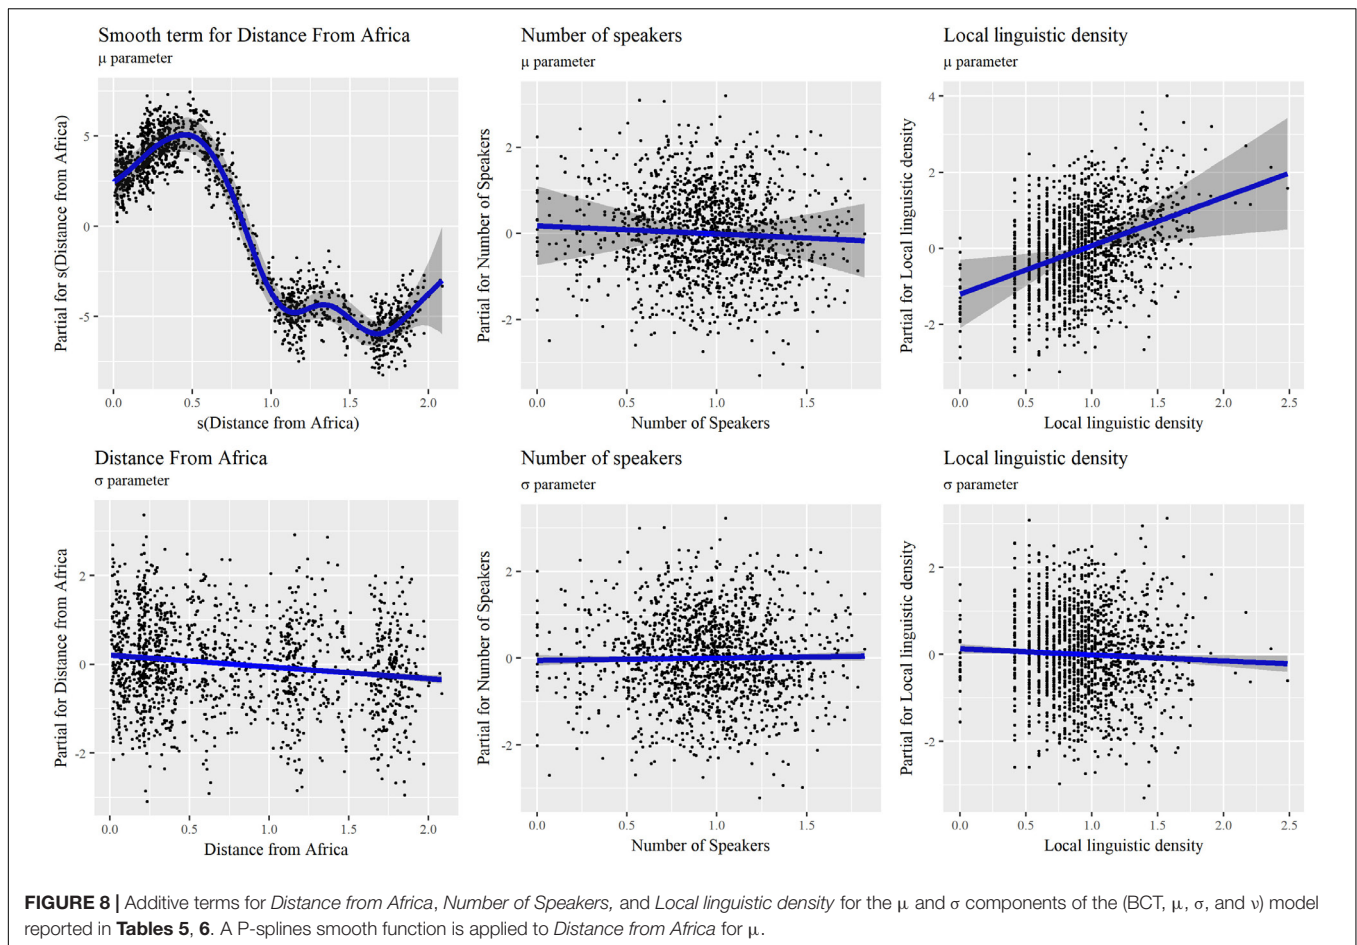 Smooth term for Distance From Africa
μ parameter
Partial for s(Distance from Africa)
5
0
-5
0.0 0.5 1.0 1.5 2.0
s(Distance from Africa)
Number of speakers
μ parameter
Partial for Number of Speakers
2
0
-2
0.0 0.5 1.0 1.5
Number of Speakers
Local linguistic density
μ parameter
Partial for Local linguistic density
4
2
0
-2
0.0 0.5 1.0 1.5 2.0 2.5
Local linguistic density
Distance From Africa
σ parameter
Partial for Distance from Africa
2
0
-2
0.0 0.5 1.0 1.5 2.0
Distance from Africa
Number of speakers
σ parameter
Partial for Number of Speakers
2
0
-2
0.0 0.5 1.0 1.5
Number of Speakers
Local linguistic density
σ parameter
Partial for Local linguistic density
2
0
-2
0.0 0.5 1.0 1.5 2.0 2.5
Local linguistic density
FIGURE 8 | Additive terms for Distance from Africa, Number of Speakers, and Local linguistic density for the μ and σ components of the (BCT, μ, σ, and ν) model
reported in Tables 5, 6. A P-splines smooth function is applied to Distance from Africa for μ.